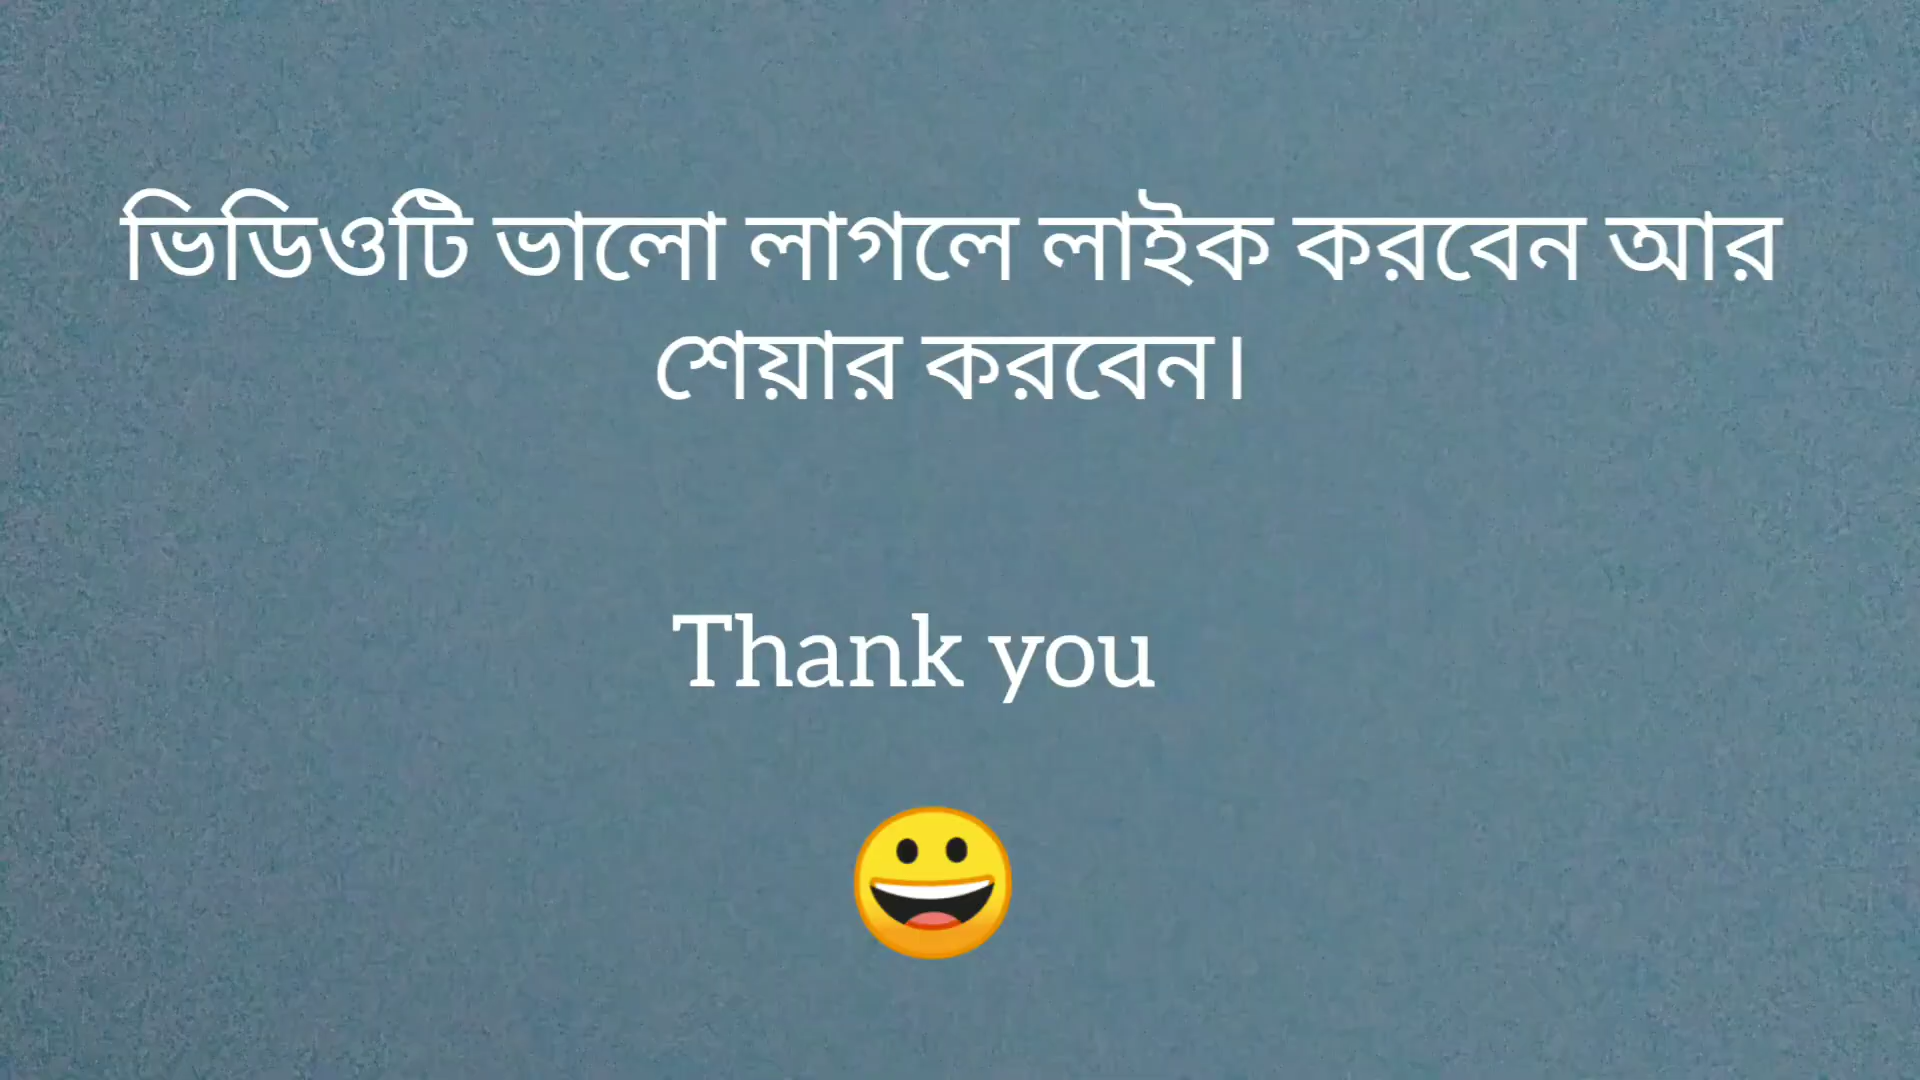 ভিডিওটি ভালো লাগলে লাইক করবেন আর
শেয়ার করবেন।
Thank you